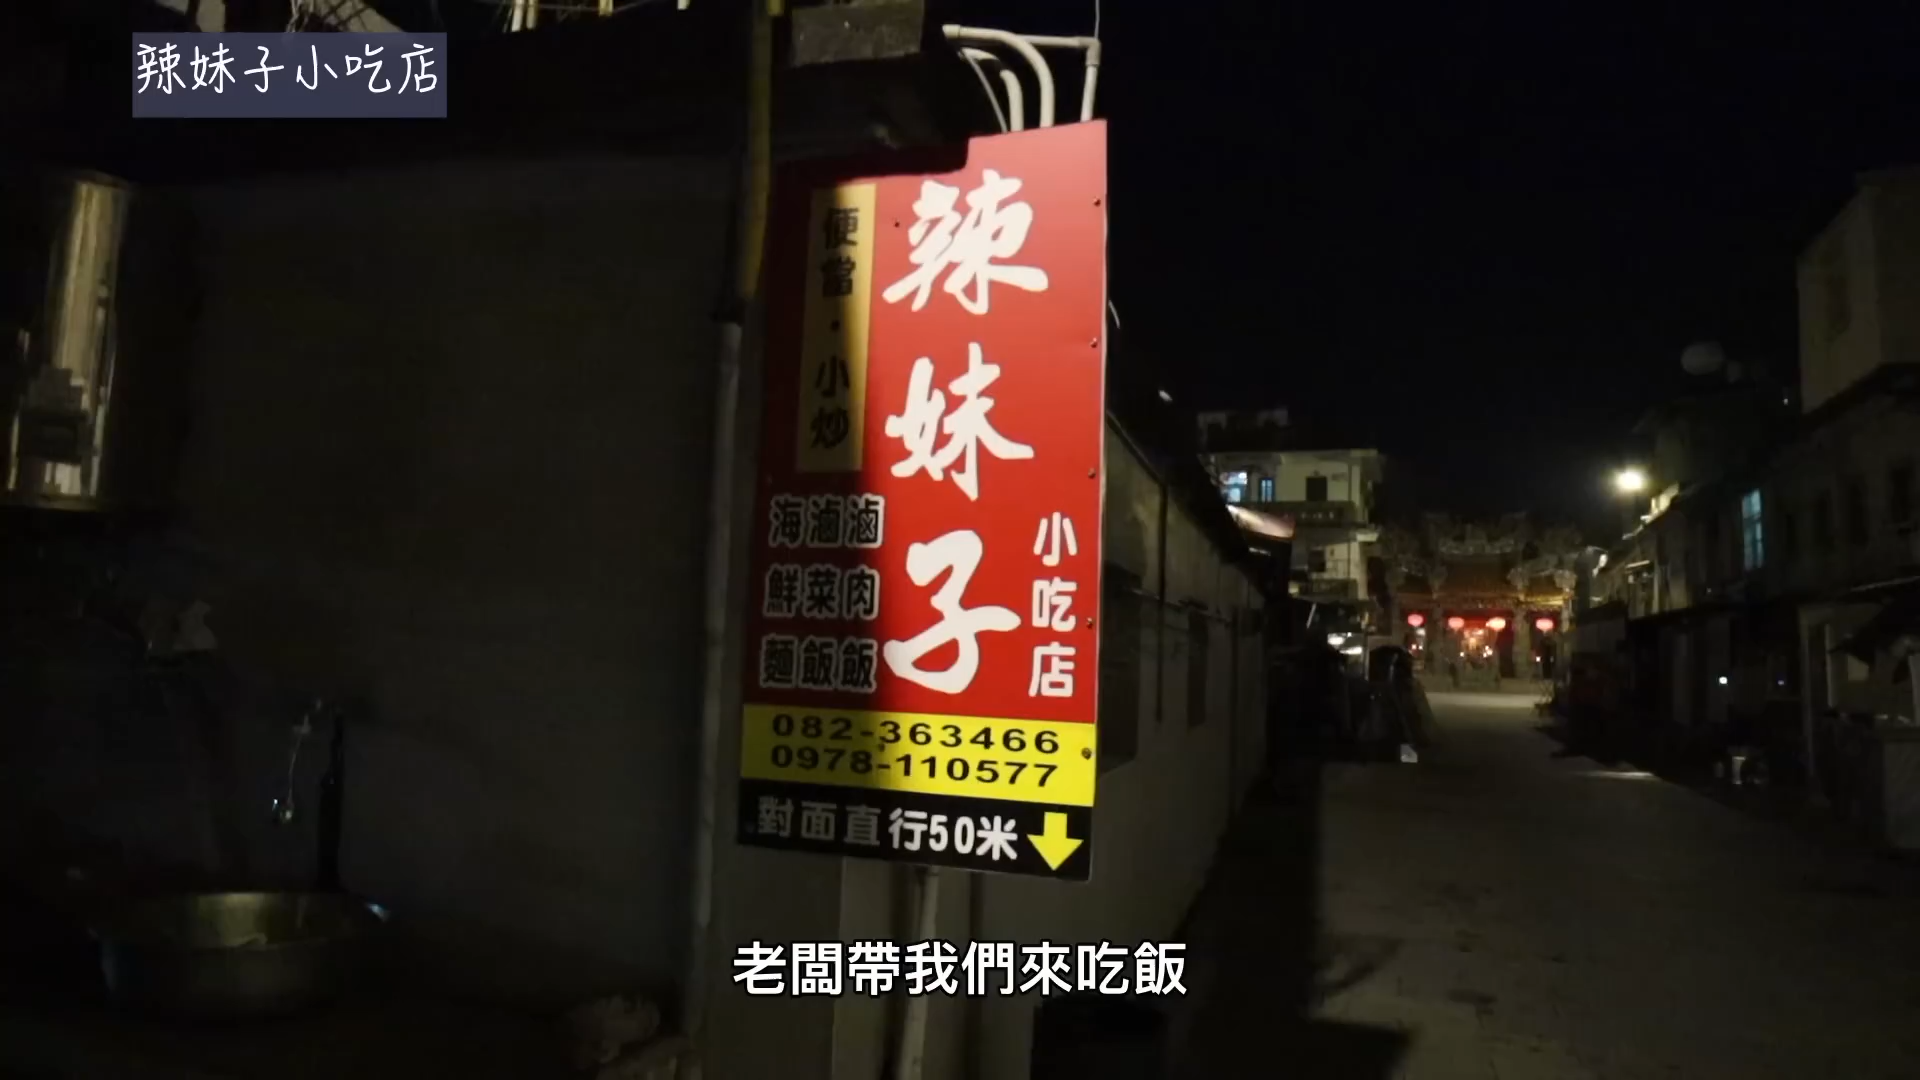 辣妹子小吃店
便當·小炒
辣妹子
小吃店
滷肉飯
滷菜飯
海鮮麵
082-363466
0978-110577
對面直行50米
老闆帶我們來吃飯